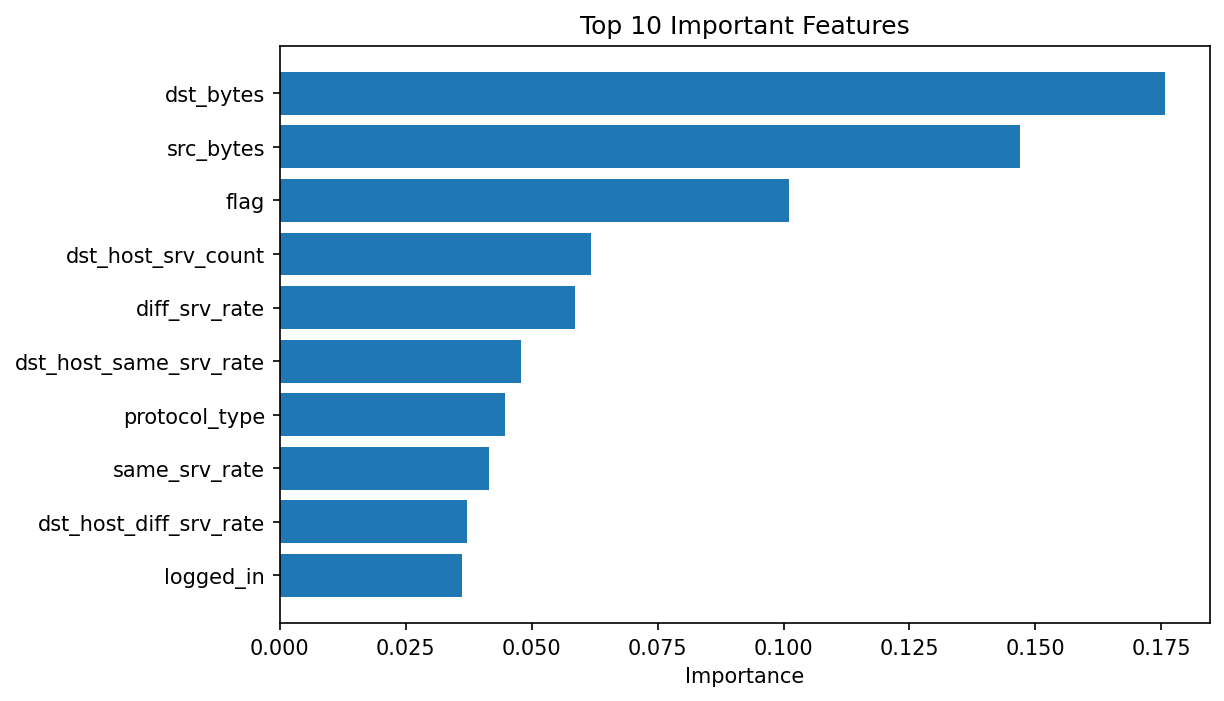 Top 10 Important Features
dst_bytes
src_bytes
flag
dst_host_srv_count
diff_srv_rate
dst_host_same_srv_rate
protocol_type
same_srv_rate
dst_host_diff_srv_rate
logged_in
0.000 0.025 0.050 0.075 0.100 0.125 0.150 0.175
Importance